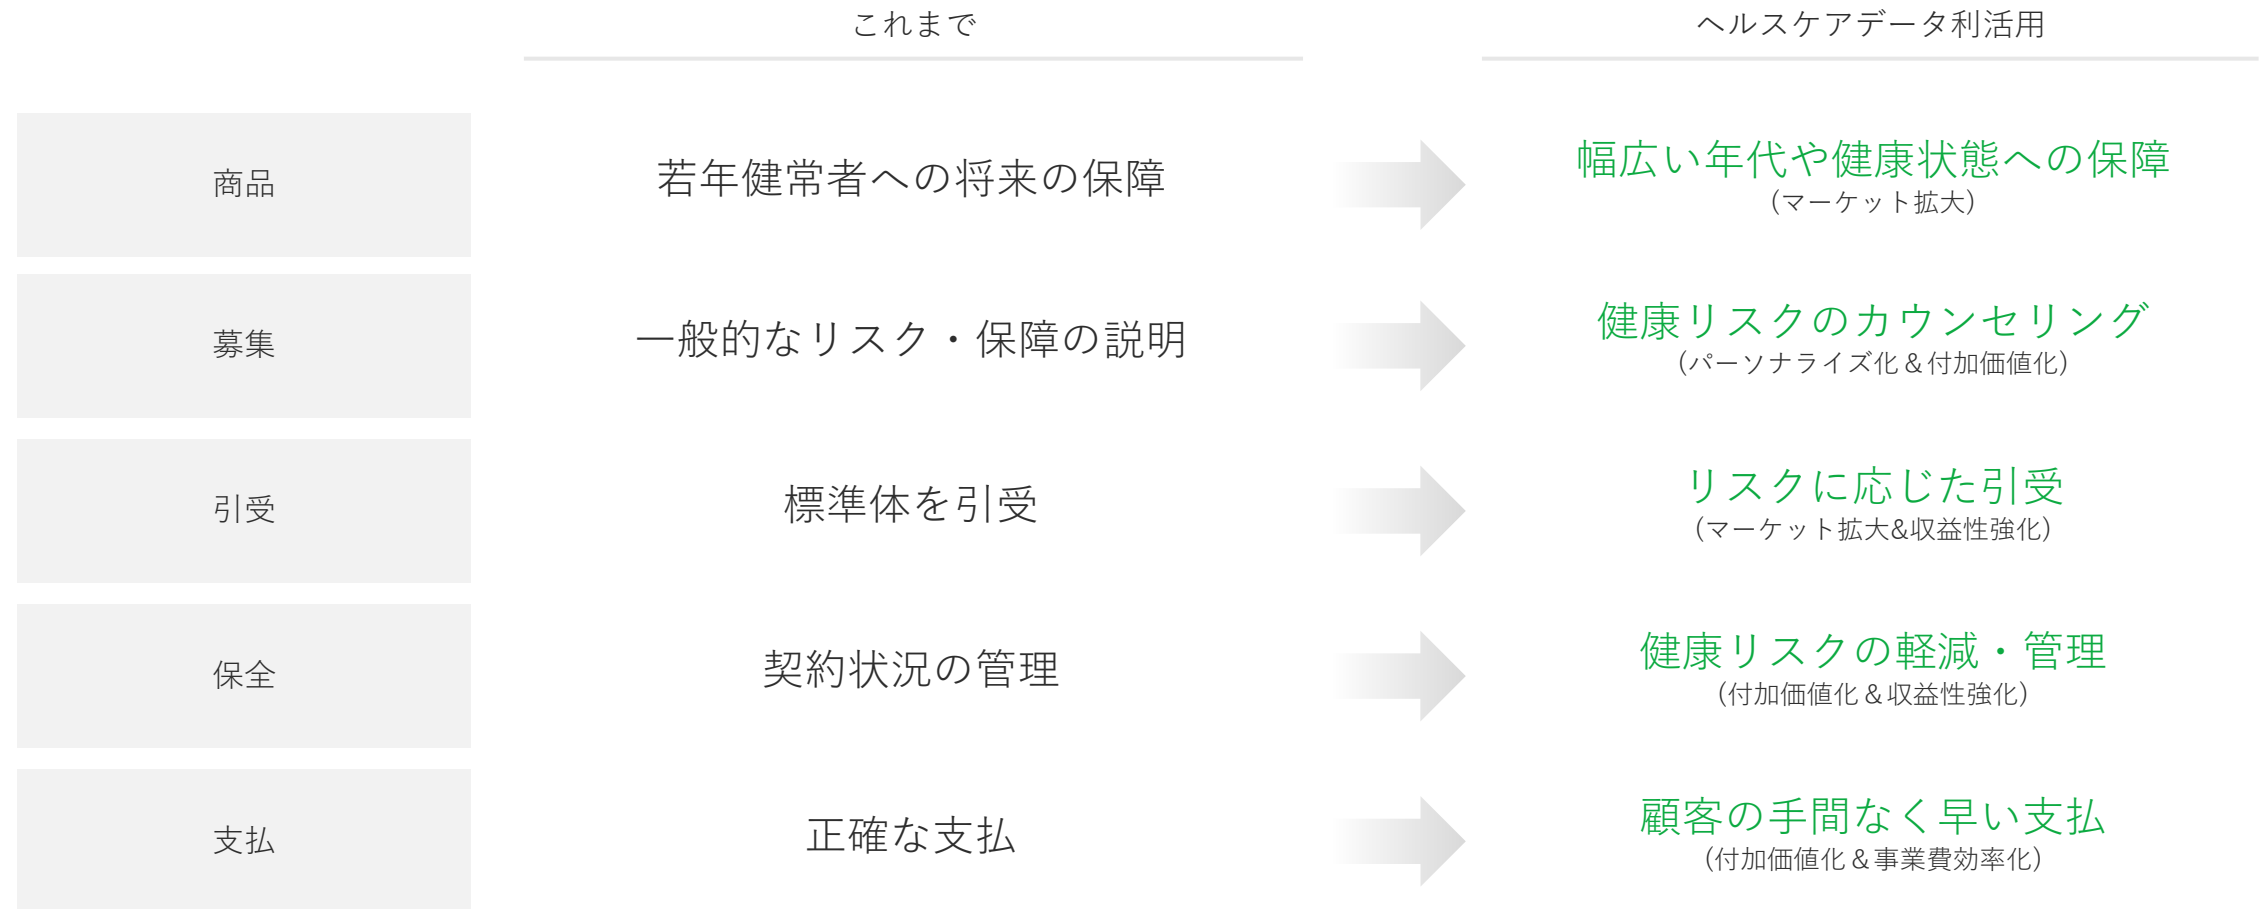 これまで
ヘルスケアデータ利活用
商品
若年健常者への将来の保障
幅広い年代や健康状態への保障
(マーケット拡大)
募集
一般的なリスク・保障の説明
健康リスクのカウンセリング
(パーソナライズ化＆付加価値化)
引受
標準体を引受
リスクに応じた引受
(マーケット拡大&収益性強化)
保全
契約状況の管理
健康リスクの軽減・管理
(付加価値化＆収益性強化)
支払
正確な支払
顧客の手間なく早い支払
(付加価値化＆事業費効率化)